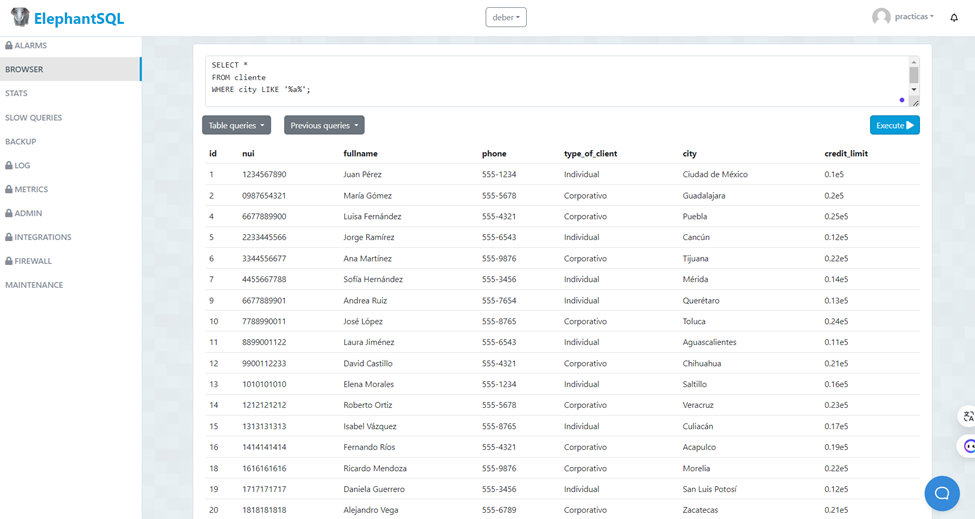 ElephantSQL
deber
practicas
ALARMS
BROWSER
STATS
SLOW QUERIES
BACKUP
LOG
METRICS
ADMIN
INTEGRATIONS
FIREWALL
MAINTENANCE
SELECT *
FROM cliente
WHERE city LIKE '%a%';
Table queries
Previous queries
Execute
id nui fullname phone type_of_client city credit_limit
1 1234567890 Juan Pérez 555-1234 Individual Ciudad de México 0.1e5
2 0987654321 María Gómez 555-5678 Corporativo Guadalajara 0.2e5
4 6677889900 Luisa Fernández 555-4321 Corporativo Puebla 0.25e5
5 2233445566 Jorge Ramírez 555-6543 Individual Cancún 0.12e5
6 3344556677 Ana Martínez 555-9876 Corporativo Tijuana 0.22e5
7 4455667788 Sofía Hernández 555-3456 Individual Mérida 0.14e5
9 6677889901 Andrea Ruiz 555-7654 Individual Querétaro 0.13e5
10 7788990011 José López 555-8765 Corporativo Toluca 0.24e5
11 8899001122 Laura Jiménez 555-6543 Individual Aguascalientes 0.11e5
12 9900112233 David Castillo 555-4321 Corporativo Chihuahua 0.21e5
13 1010101010 Elena Morales 555-1234 Individual Saltillo 0.16e5
14 1212121212 Roberto Ortiz 555-5678 Corporativo Veracruz 0.23e5
15 1313131313 Isabel Vázquez 555-8765 Individual Culiacán 0.17e5
16 1414141414 Fernando Ríos 555-4321 Corporativo Acapulco 0.19e5
18 1616161616 Ricardo Mendoza 555-9876 Corporativo Morelia 0.22e5
19 1717171717 Daniela Guerrero 555-3456 Individual San Luis Potosí 0.12e5
20 1818181818 Alejandro Vega 555-6789 Corporativo Zacatecas 0.21e5